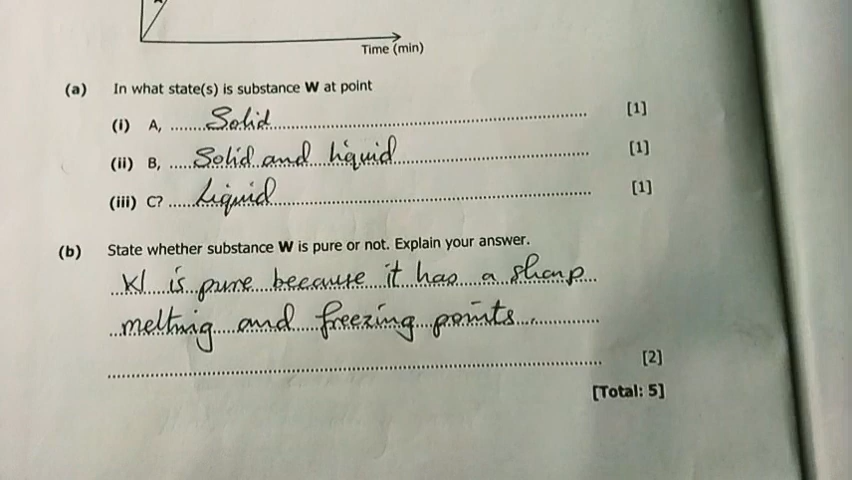 Time (min)
(a) In what state(s) is substance W at point
(i) A, ........Solid........ [1]
(ii) B, .....Solid and liquid........ [1]
(iii) C? .....Liquid........ [1]
(b) State whether substance W is pure or not. Explain your answer.
W is pure because it has a sharp
melting and freezing points.
[2]
[Total: 5]